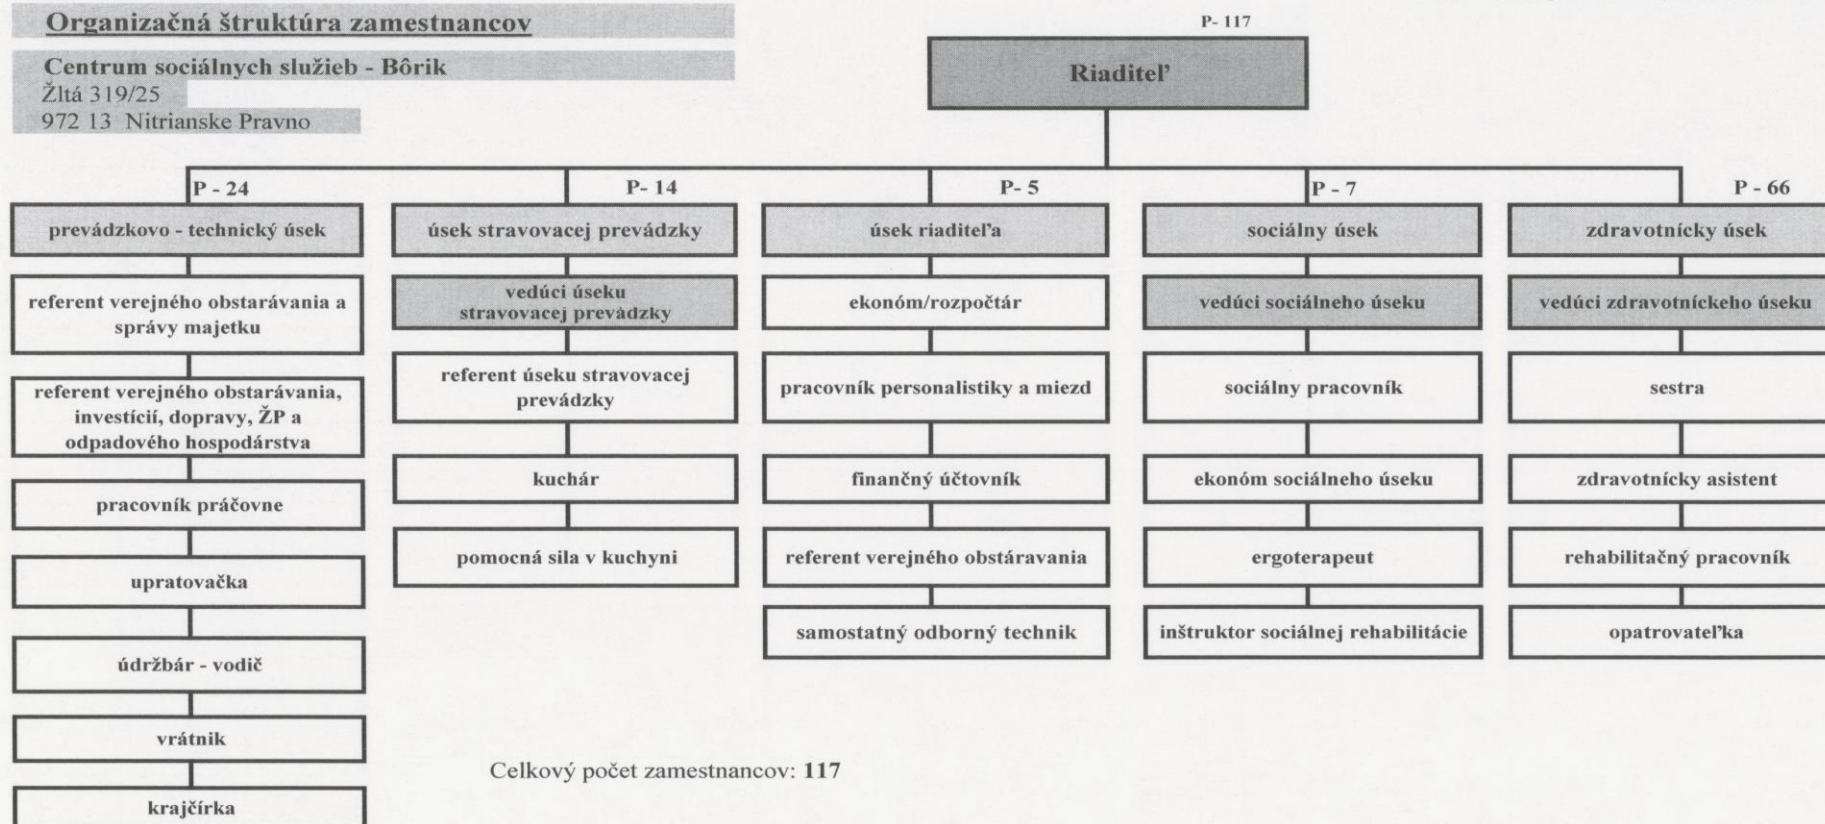 Organizačná štruktúra zamestnancov
Centrum sociálnych služieb - Bôrik
Žltá 319/25
972 13 Nitrianske Pravno
P- 117
Riaditeľ
P - 24
prevádzkovo - technický úsek
referent verejného obstarávania a
správy majetku
referent verejného obstarávania,
investícií, dopravy, ŽP a
odpadového hospodárstva
pracovník práčovne
upratovačka
údržbár - vodič
vrátnik
krajčírka
P- 14
úsek stravovacej prevádzky
vedúci úseku
stravovacej prevádzky
referent úseku stravovacej
prevádzky
kuchár
pomocná sila v kuchyni
P- 5
úsek riaditeľa
ekonóm/rozpočtár
pracovník personalistiky a miezd
finančný účtovník
referent verejného obstáravania
samostatný odborný technik
P - 7
sociálny úsek
vedúci sociálneho úseku
sociálny pracovník
ekonóm sociálneho úseku
ergoterapeut
inštruktor sociálnej rehabilitácie
P - 66
zdravotnícky úsek
vedúci zdravotníckeho úseku
sestra
zdravotnícky asistent
rehabilitačný pracovník
opatrovateľka
Celkový počet zamestnancov: 117